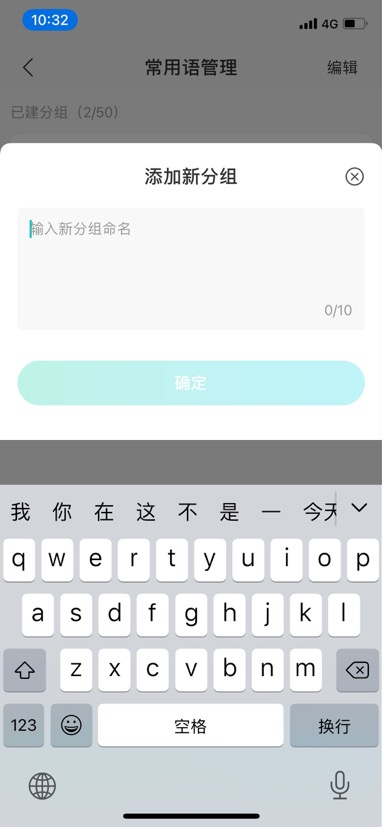 10:32
4G
常用语管理
编辑
已建分组（2/50）
添加新分组
输入新分组命名
0/10
确定
我 你 在 这 不 是 一 今天
q w e r t y u i o p
a s d f g h j k l
z x c v b n m
123 空格 换行